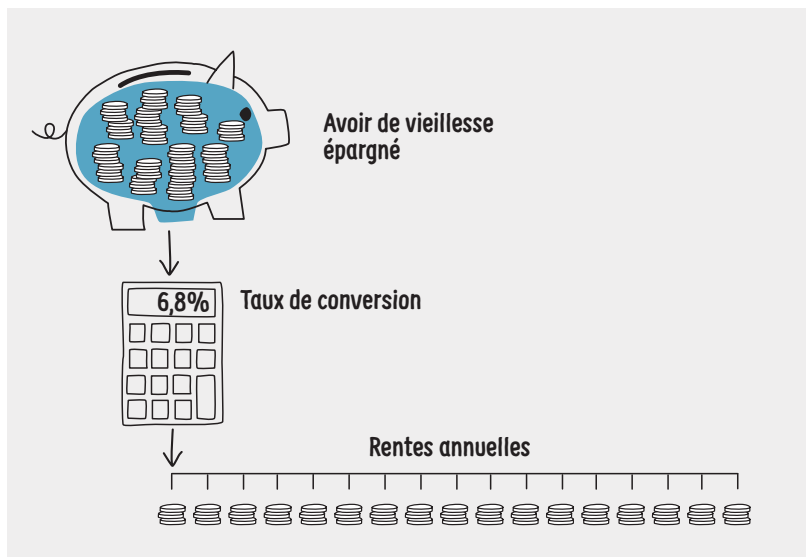 Avoir de vieillesse
épargné
6,8%
Taux de conversion
Rentes annuelles